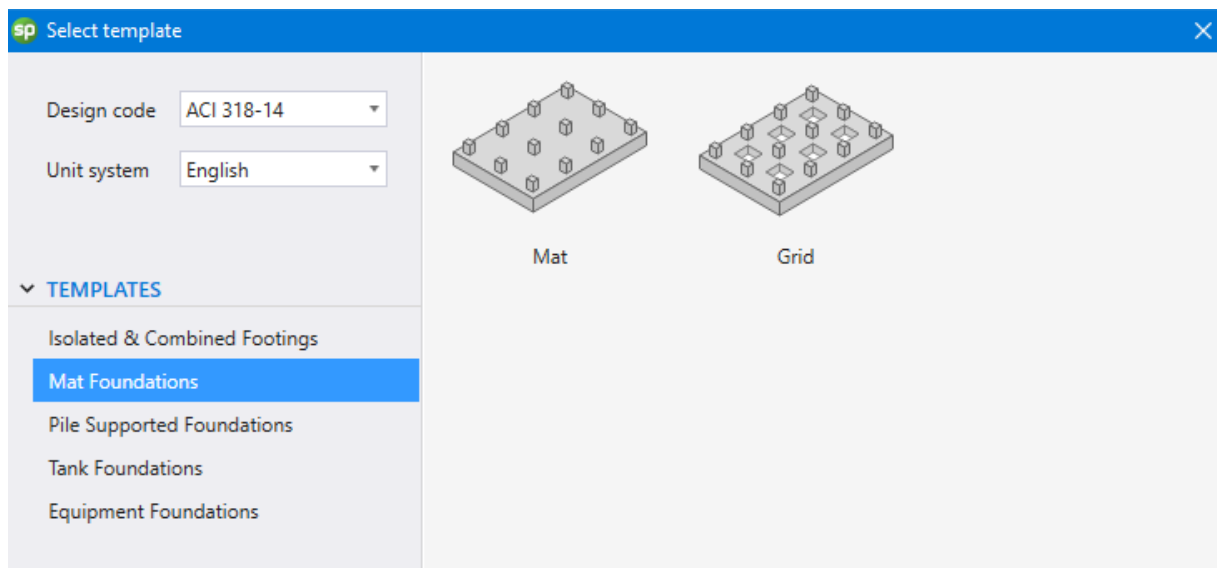 sp Select template
Design code ACI 318-14
Unit system English
TEMPLATES
Isolated & Combined Footings
Mat Foundations
Pile Supported Foundations
Tank Foundations
Equipment Foundations
Mat
Grid